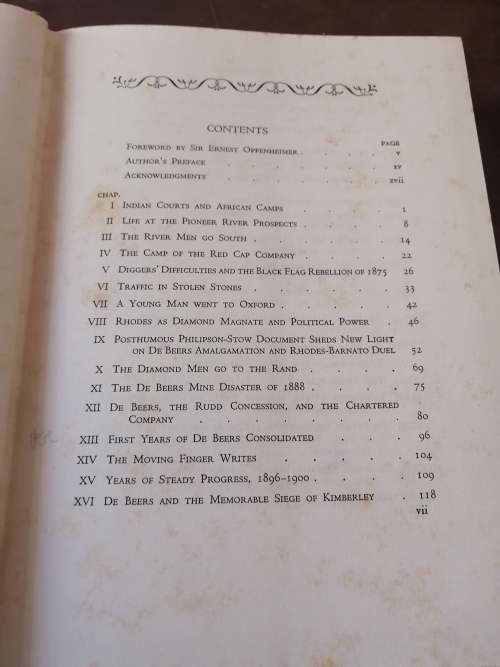 CONTENTS
PAGE
FOREWORD BY SIR ERNEST OPPENHEIMER . . . . v
AUTHOR'S PREFACE . . . . . . xv
ACKNOWLEDGMENTS . . . . . . xvii
CHAP.
I INDIAN COURTS AND AFRICAN CAMPS . . . . 1
II LIFE AT THE PIONEER RIVER PROSPECTS . . . 8
III THE RIVER MEN GO SOUTH . . . . . 14
IV THE CAMP OF THE RED CAP COMPANY . . . . 22
V DIGGERS' DIFFICULTIES AND THE BLACK FLAG REBELLION OF 1875 26
VI TRAFFIC IN STOLEN STONES . . . . . 33
VII A YOUNG MAN WENT TO OXFORD . . . . 42
VIII RHODES AS DIAMOND MAGNATE AND POLITICAL POWER . 46
IX POSTHUMOUS PHILIPSON-STOW DOCUMENT SHEDS NEW LIGHT
ON DE BEERS AMALGAMATION AND RHODES-BARNATO DUEL 52
X THE DIAMOND MEN GO TO THE RAND . . . . 69
XI THE DE BEERS MINE DISASTER OF 1888 . . . . 75
XII DE BEERS, THE RUDD CONCESSION, AND THE CHARTERED
COMPANY . . . . . . . 80
XIII FIRST YEARS OF DE BEERS CONSOLIDATED . . . 96
XIV THE MOVING FINGER WRITES . . . . . 104
XV YEARS OF STEADY PROGRESS, 1896–1900 . . . . 109
XVI DE BEERS AND THE MEMORABLE SIEGE OF KIMBERLEY . 118
vii